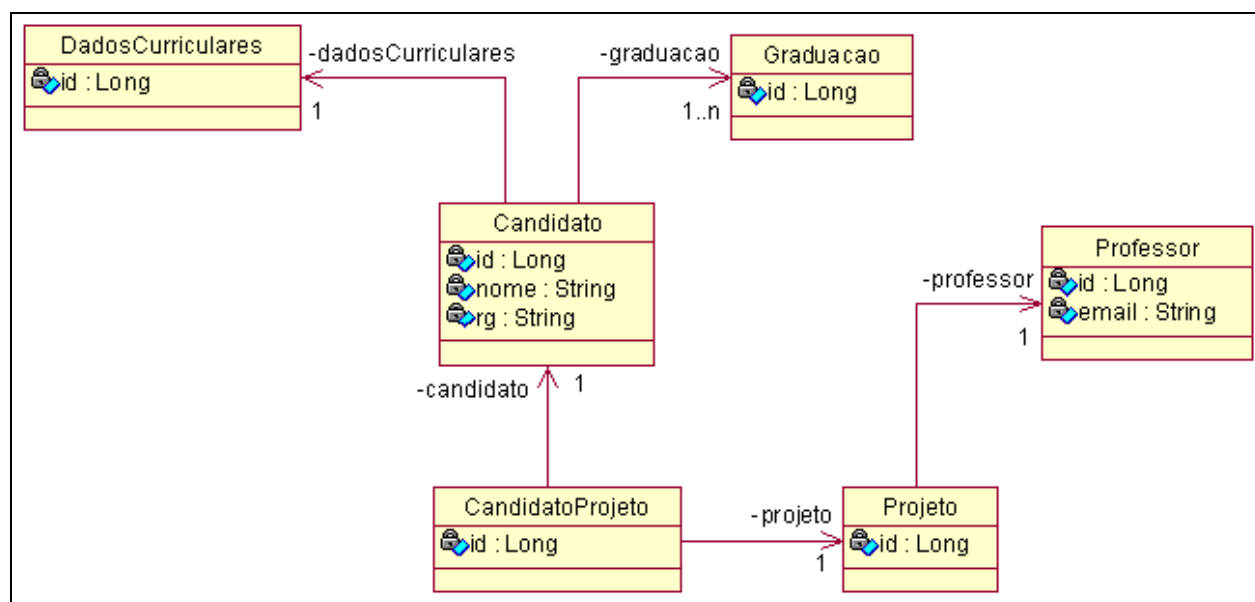 DadosCurriculares
id : Long
-dadosCurriculares
1
-graduacao
1..n
Graduacao
id : Long
Candidato
id : Long
nome : String
rg : String
-candidato
1
Professor
id : Long
email : String
-professor
1
CandidatoProjeto
id : Long
-projeto
1
Projeto
id : Long